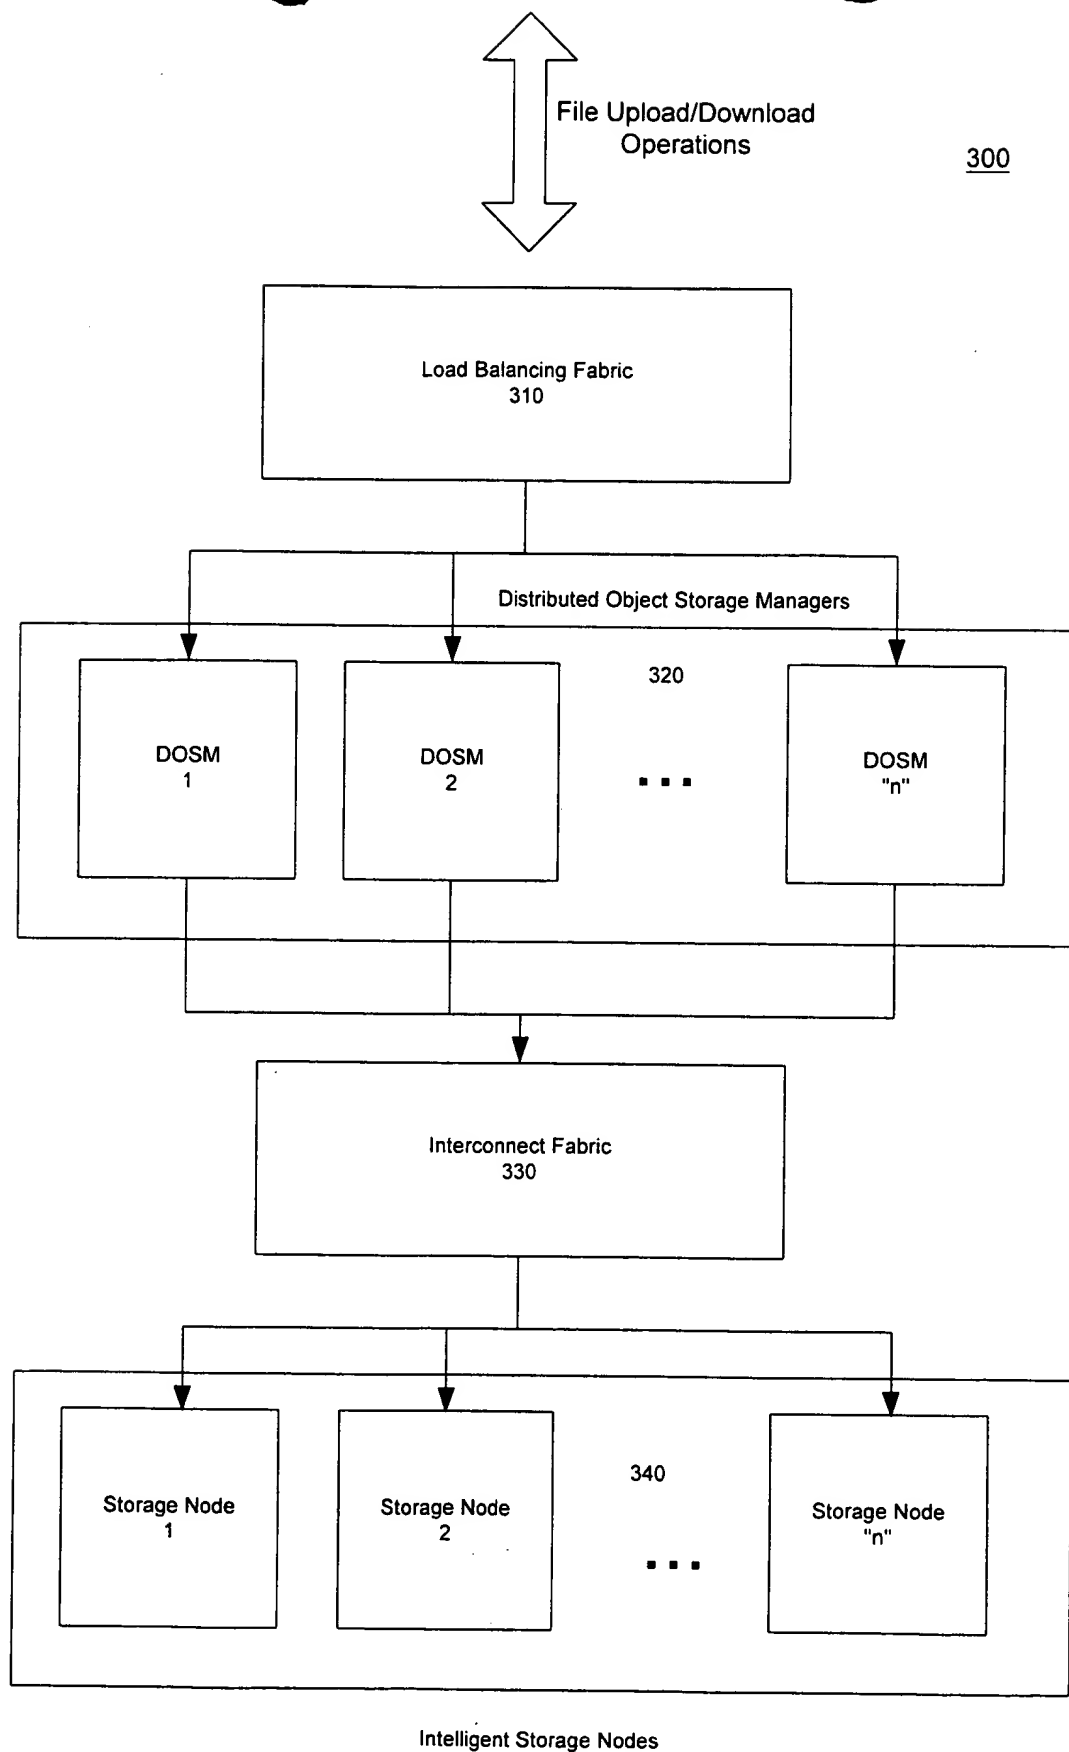 File Upload/Download
Operations
300
Load Balancing Fabric
310
Distributed Object Storage Managers
320
DOSM
1
DOSM
2
...
DOSM
"n"
Interconnect Fabric
330
340
Storage Node
1
Storage Node
2
...
Storage Node
"n"
Intelligent Storage Nodes